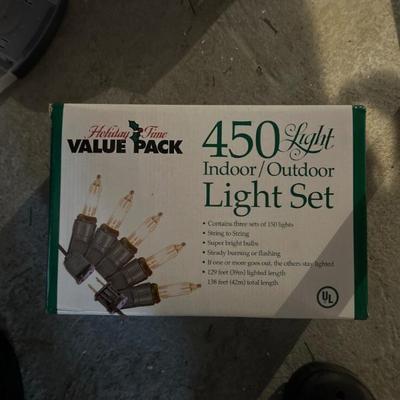 Holiday Time
VALUE PACK
450 Light
Indoor/Outdoor
Light Set
• Contains three sets of 150 lights
• String to String
• Super bright bulbs
• Steady burning or flashing
• If one or more goes out, the others stay lighted
• 129 feet (39m) lighted length
138 feet (42m) total length
UL